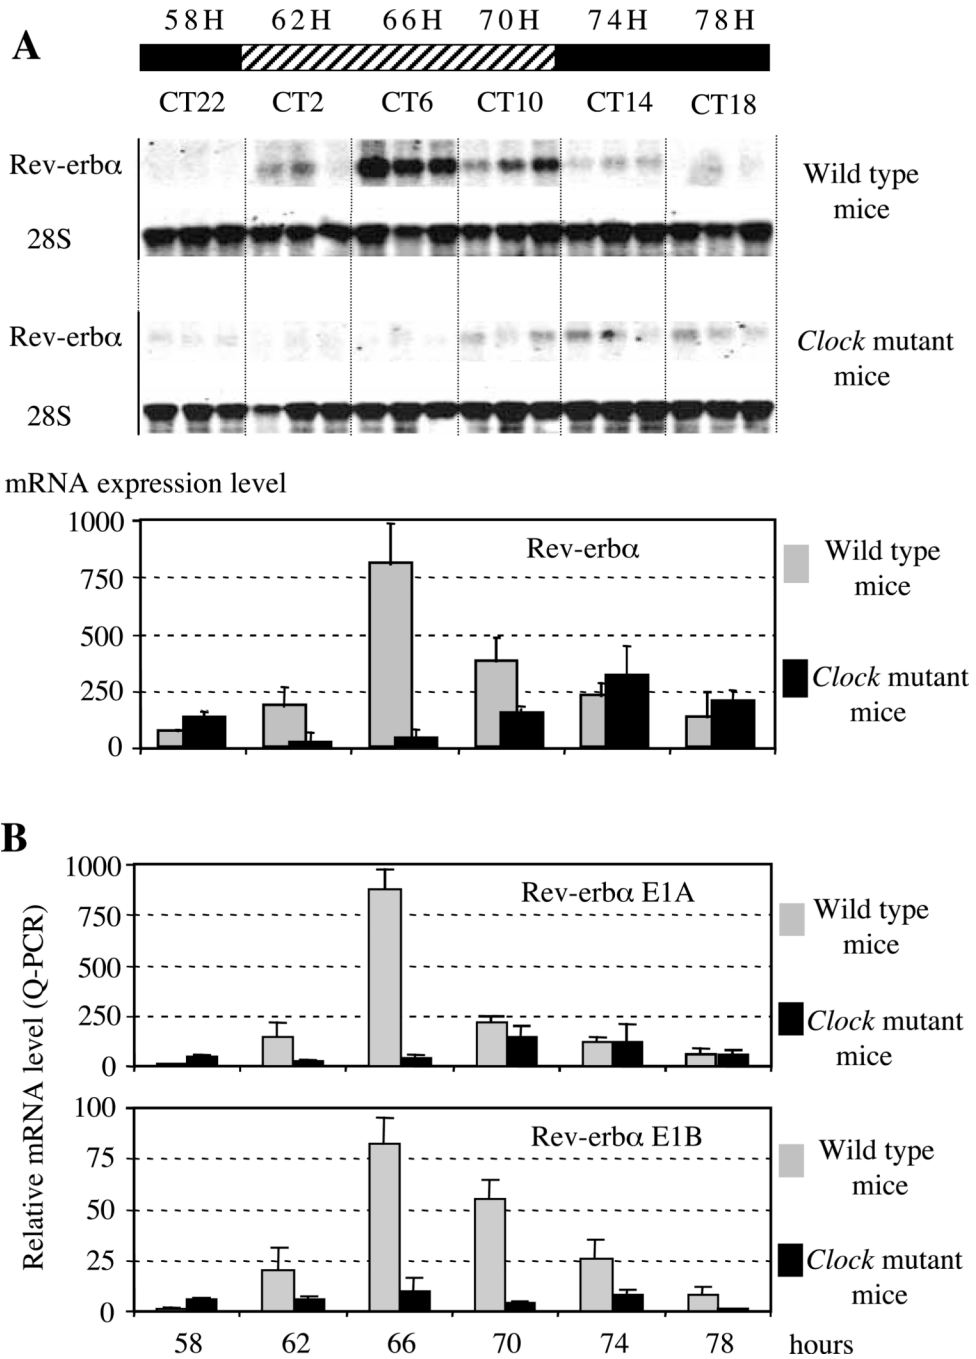 A
58H 62H 66H 70H 74H 78H
CT22 CT2 CT6 CT10 CT14 CT18
Rev-erbα
28S
Wild type
mice
Rev-erbα
28S
Clock mutant
mice
mRNA expression level
1000
750
500
250
0
Rev-erbα
Wild type
mice
Clock mutant
mice
B
Relative mRNA level (Q-PCR)
1000
750
500
250
0
Rev-erbα E1A
Wild type
mice
Clock mutant
mice
100
75
50
25
0
Rev-erbα E1B
Wild type
mice
Clock mutant
mice
58 62 66 70 74 78 hours